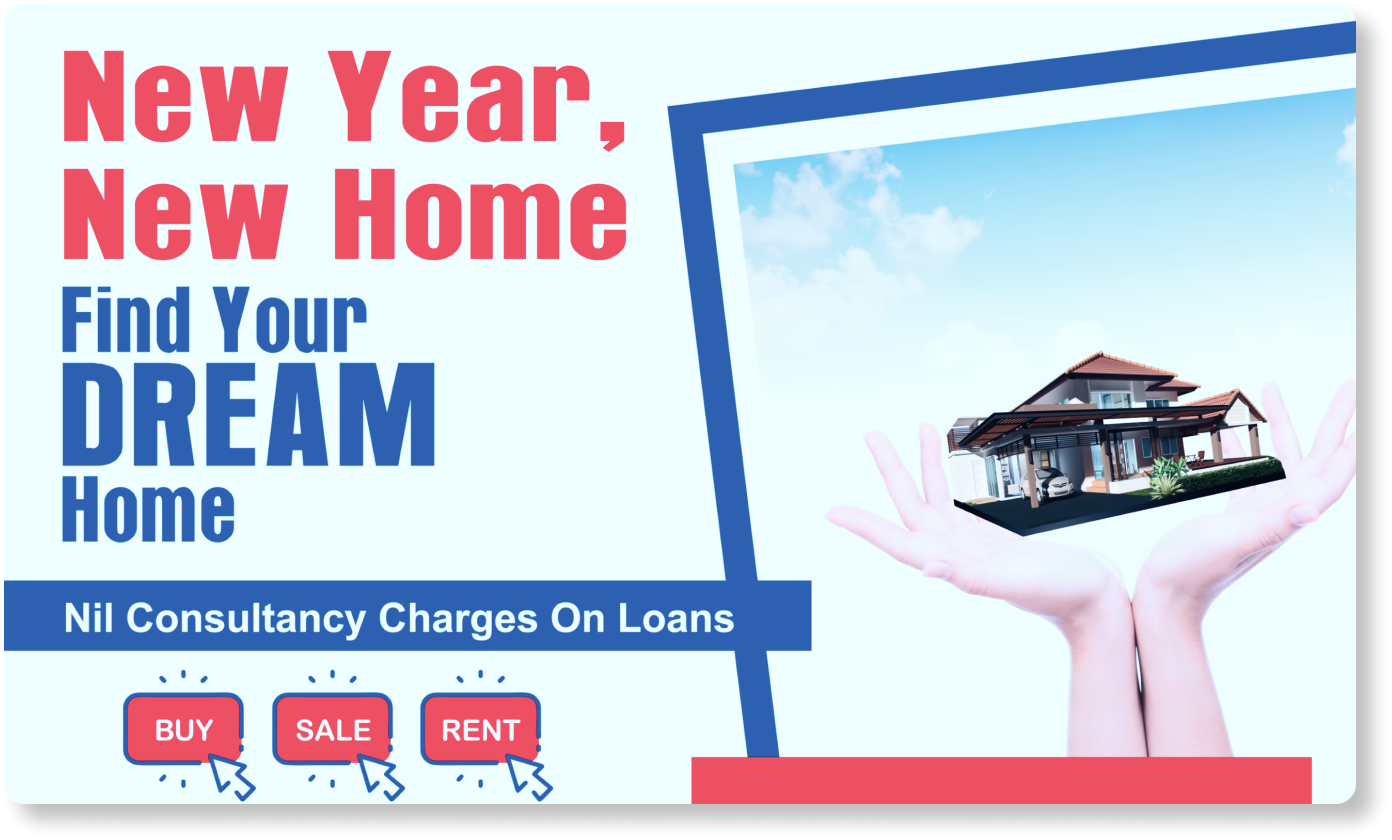 New Year,
New Home
Find Your
DREAM
Home
Nil Consultancy Charges On Loans
BUY SALE RENT